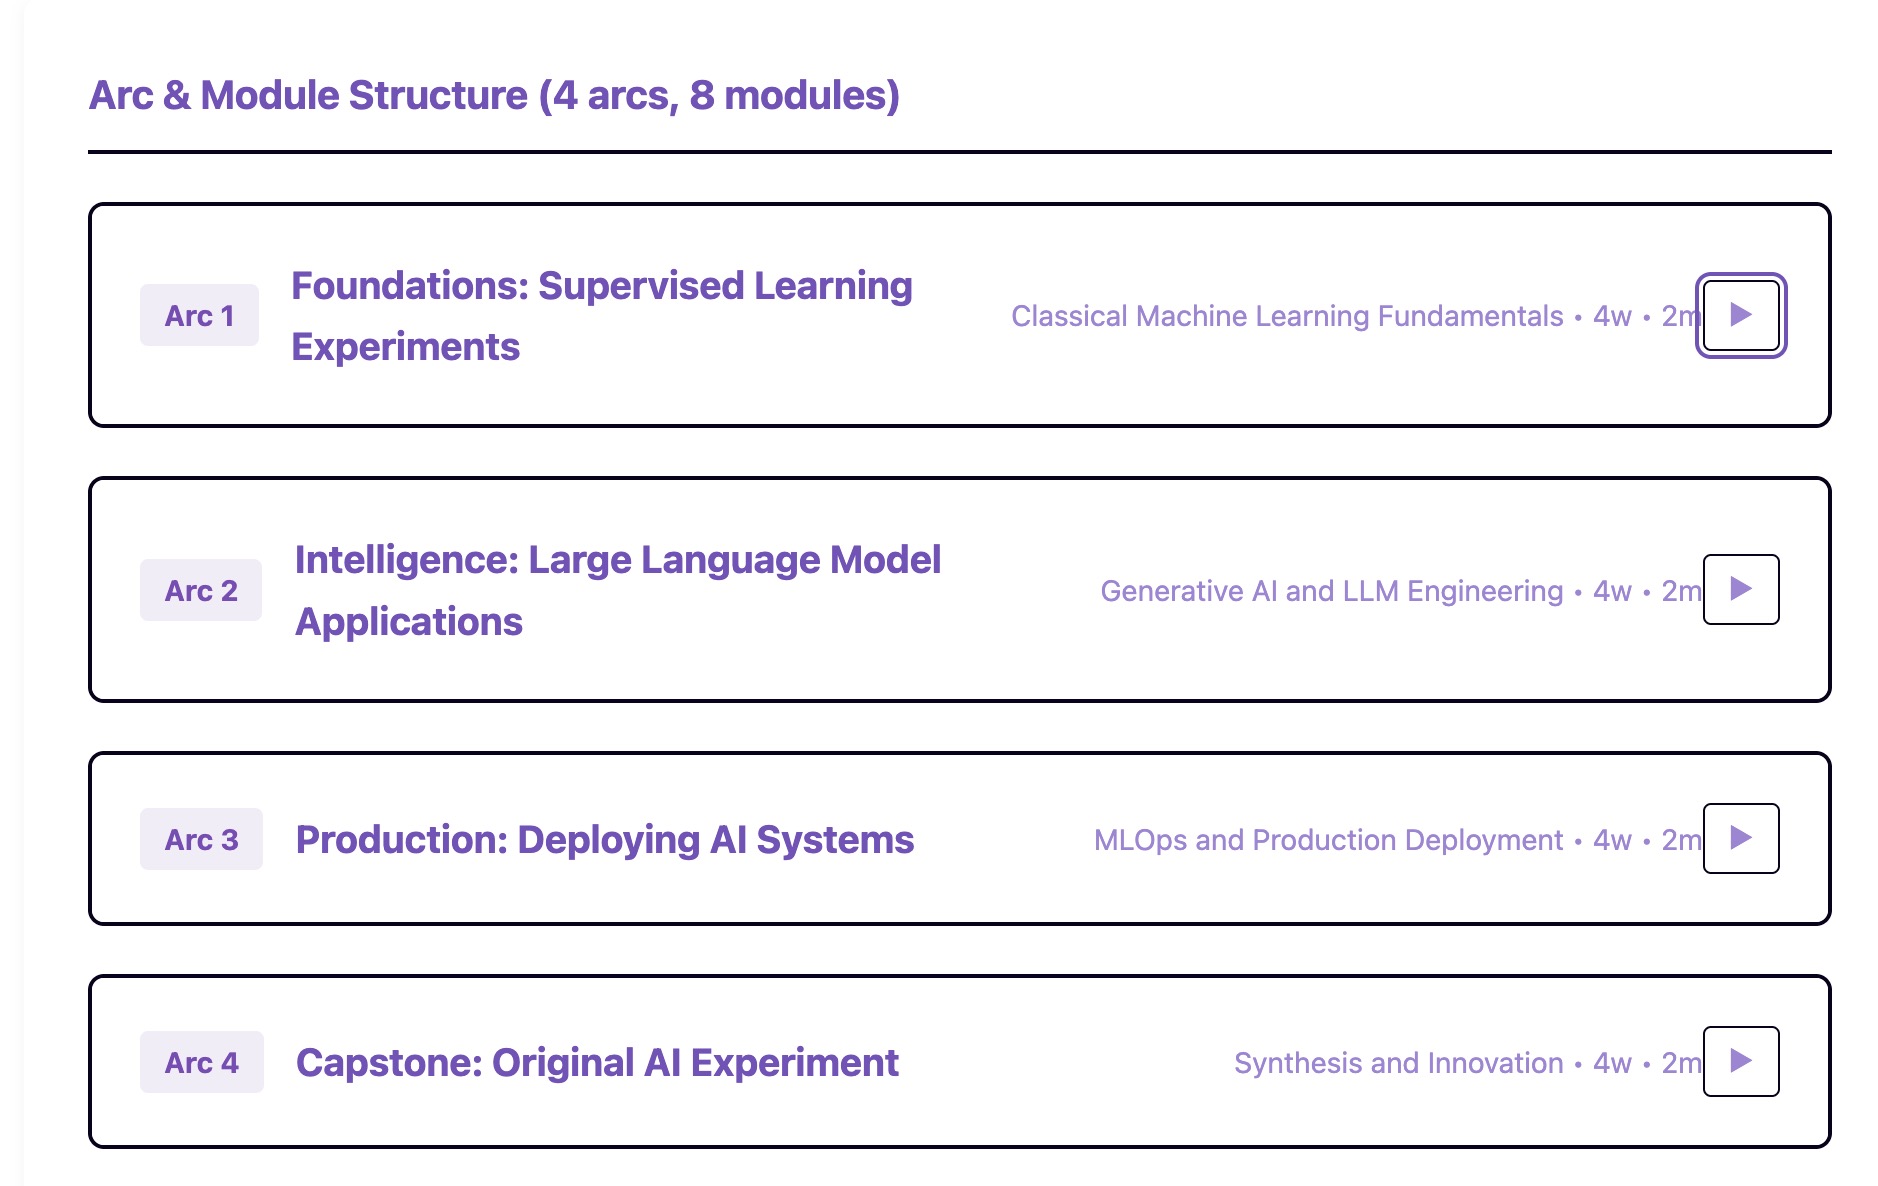 Arc & Module Structure (4 arcs, 8 modules)
Arc 1
Foundations: Supervised Learning
Experiments
Classical Machine Learning Fundamentals • 4w • 2m
Arc 2
Intelligence: Large Language Model
Applications
Generative AI and LLM Engineering • 4w • 2m
Arc 3
Production: Deploying AI Systems
MLOps and Production Deployment • 4w • 2m
Arc 4
Capstone: Original AI Experiment
Synthesis and Innovation • 4w • 2m